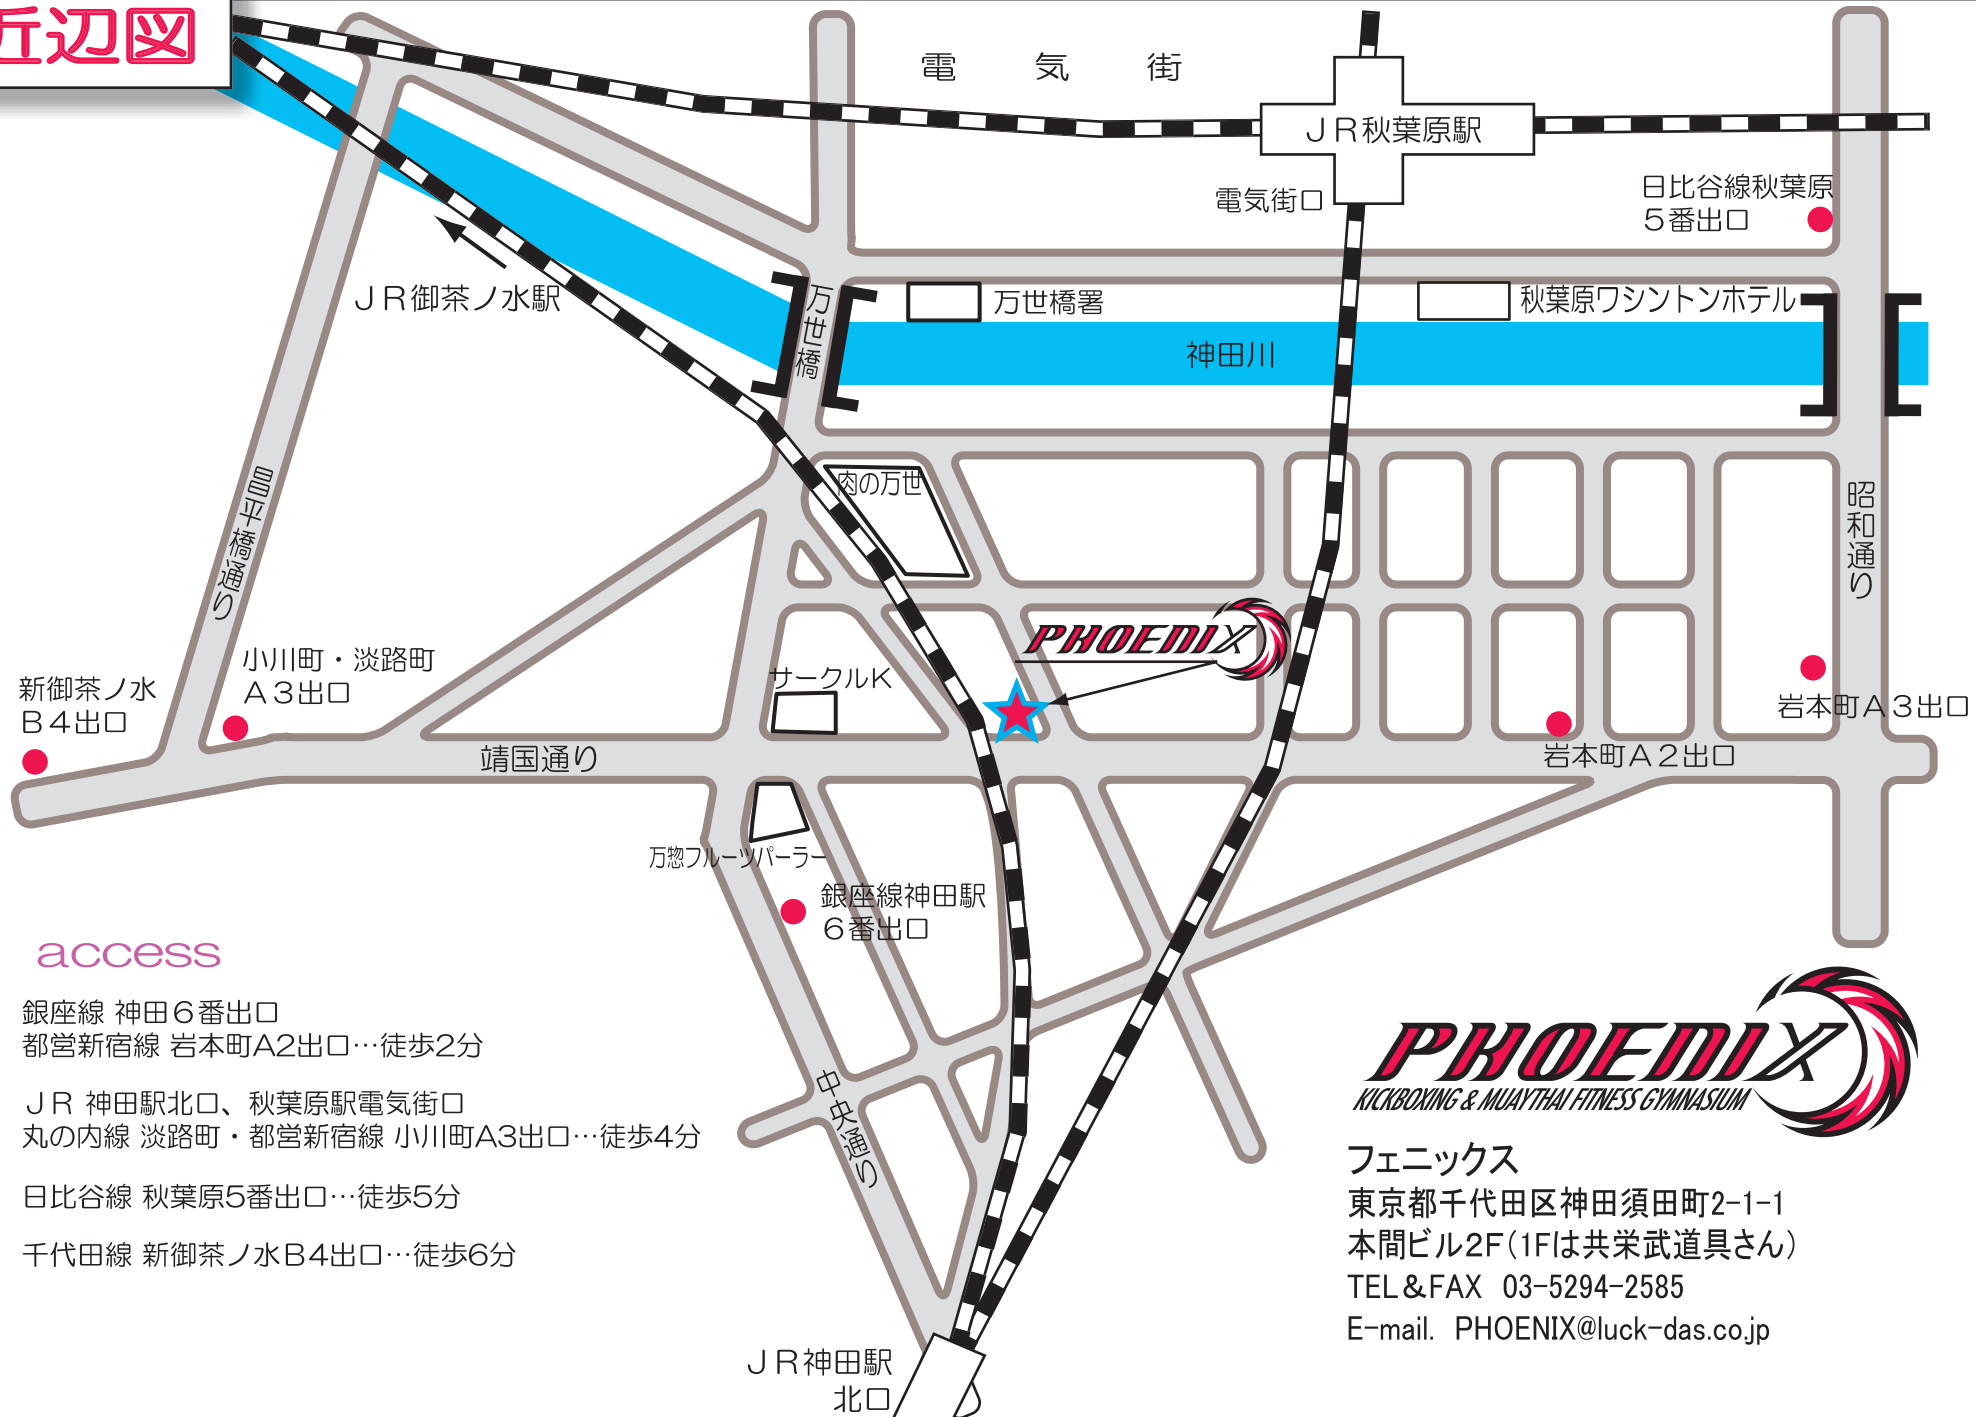 近辺図
電気街
ＪＲ秋葉原駅
電気街口
日比谷線秋葉原
５番出口
ＪＲ御茶ノ水駅
万世橋
万世橋署
秋葉原ワシントンホテル
神田川
肉の万世
昌平橋通り
昭和通り
PHOENIX
小川町・淡路町
Ａ３出口
新御茶ノ水
Ｂ４出口
サークルK
岩本町Ａ３出口
靖国通り
岩本町Ａ２出口
万惣フルーツパーラー
銀座線神田駅
６番出口
中央通り
ＪＲ神田駅
北口
access
銀座線 神田６番出口
都営新宿線 岩本町A2出口…徒歩2分
ＪＲ 神田駅北口、秋葉原駅電気街口
丸の内線 淡路町・都営新宿線 小川町A3出口…徒歩4分
日比谷線 秋葉原5番出口…徒歩5分
千代田線 新御茶ノ水Ｂ4出口…徒歩6分
PHOENIX
KICKBOXING & MUAYTHAI FITNESS GYMNASIUM
フェニックス
東京都千代田区神田須田町2-1-1
本間ビル2F（1Fは共栄武道具さん）
TEL＆FAX 03-5294-2585
E-mail. PHOENIX@luck-das.co.jp